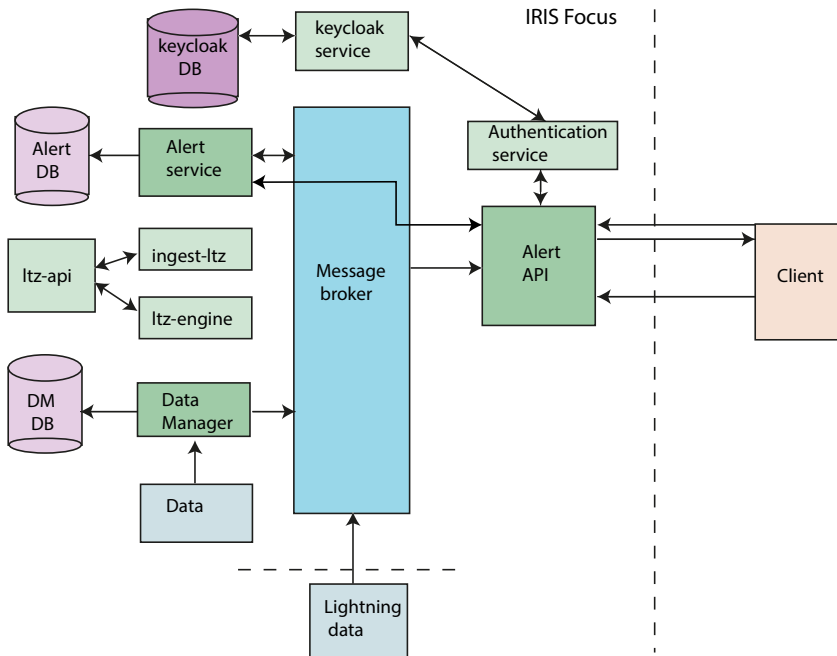 IRIS Focus
keycloak
DB
keycloak
service
Alert
DB
Alert
service
Authentication
service
ltz-api
ingest-ltz
ltz-engine
Message
broker
Alert
API
Client
DM
DB
Data
Manager
Data
Lightning
data